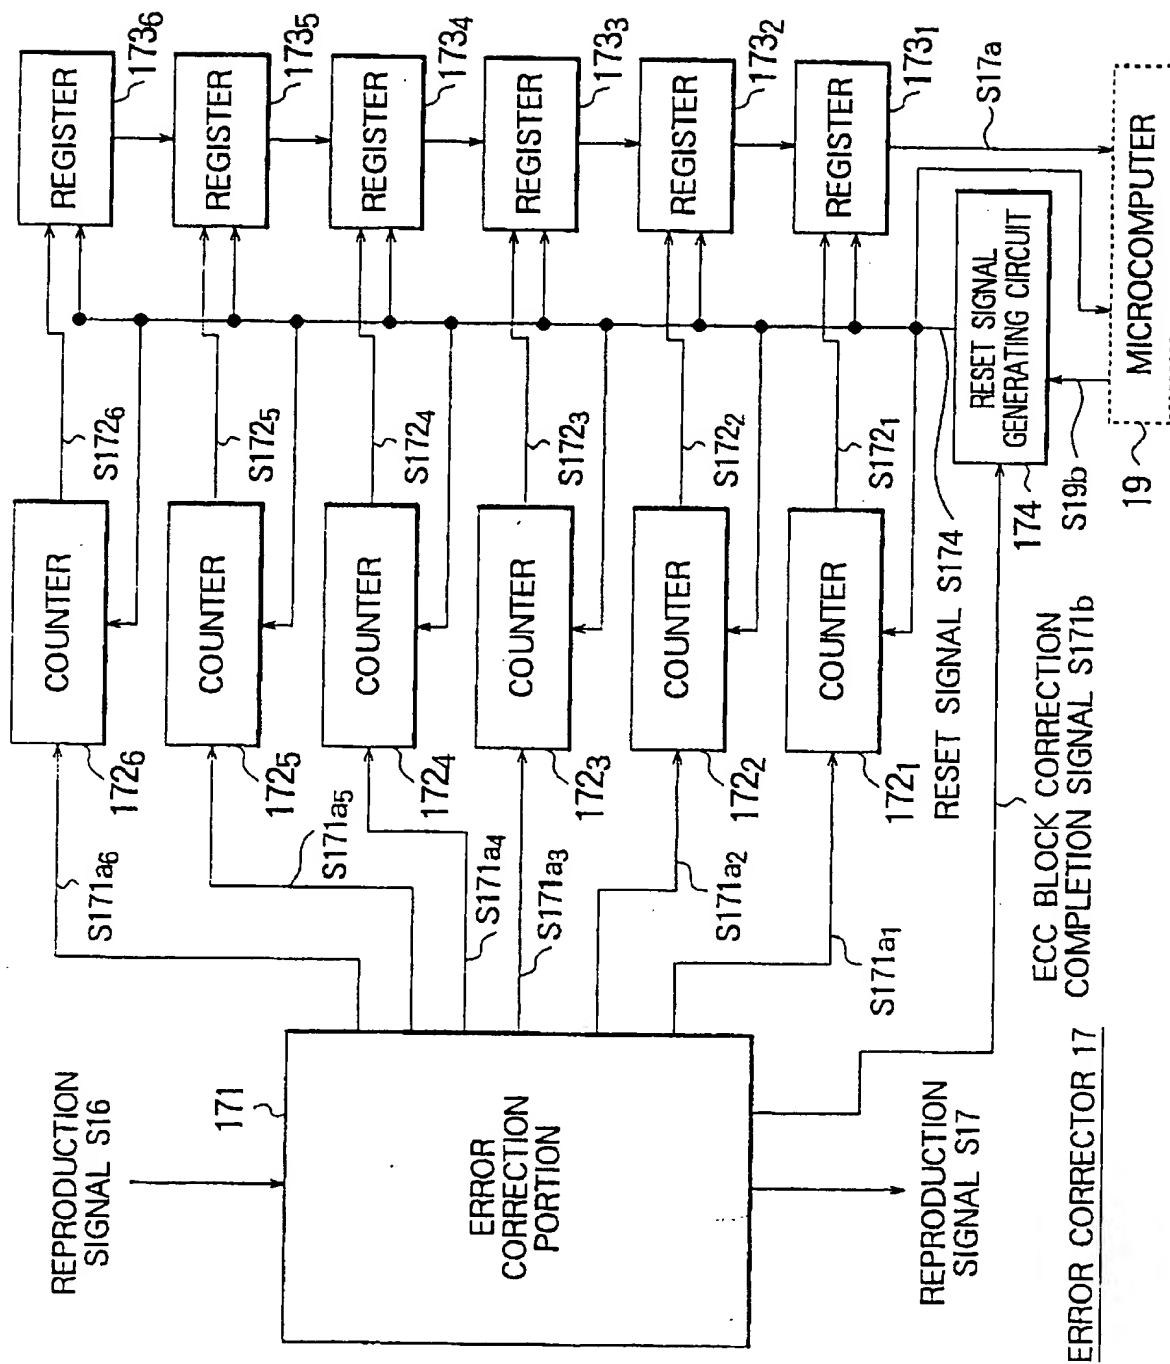 REPRODUCTION
SIGNAL S16
171
ERROR
CORRECTION
PORTION
REPRODUCTION
SIGNAL S17
ERROR CORRECTOR 17
S171a6
S171a5
S171a4
S171a3
S171a2
S171a1
ECC BLOCK CORRECTION
COMPLETION SIGNAL S171b
COUNTER
1726
COUNTER
1725
COUNTER
1724
COUNTER
1723
COUNTER
1722
COUNTER
1721
S1726
S1725
S1724
S1723
S1722
S1721
RESET SIGNAL S174
REGISTER
1736
REGISTER
1735
REGISTER
1734
REGISTER
1733
REGISTER
1732
REGISTER
1731
S17a
RESET SIGNAL
GENERATING CIRCUIT
174
S19b
MICROCOMPUTER
19